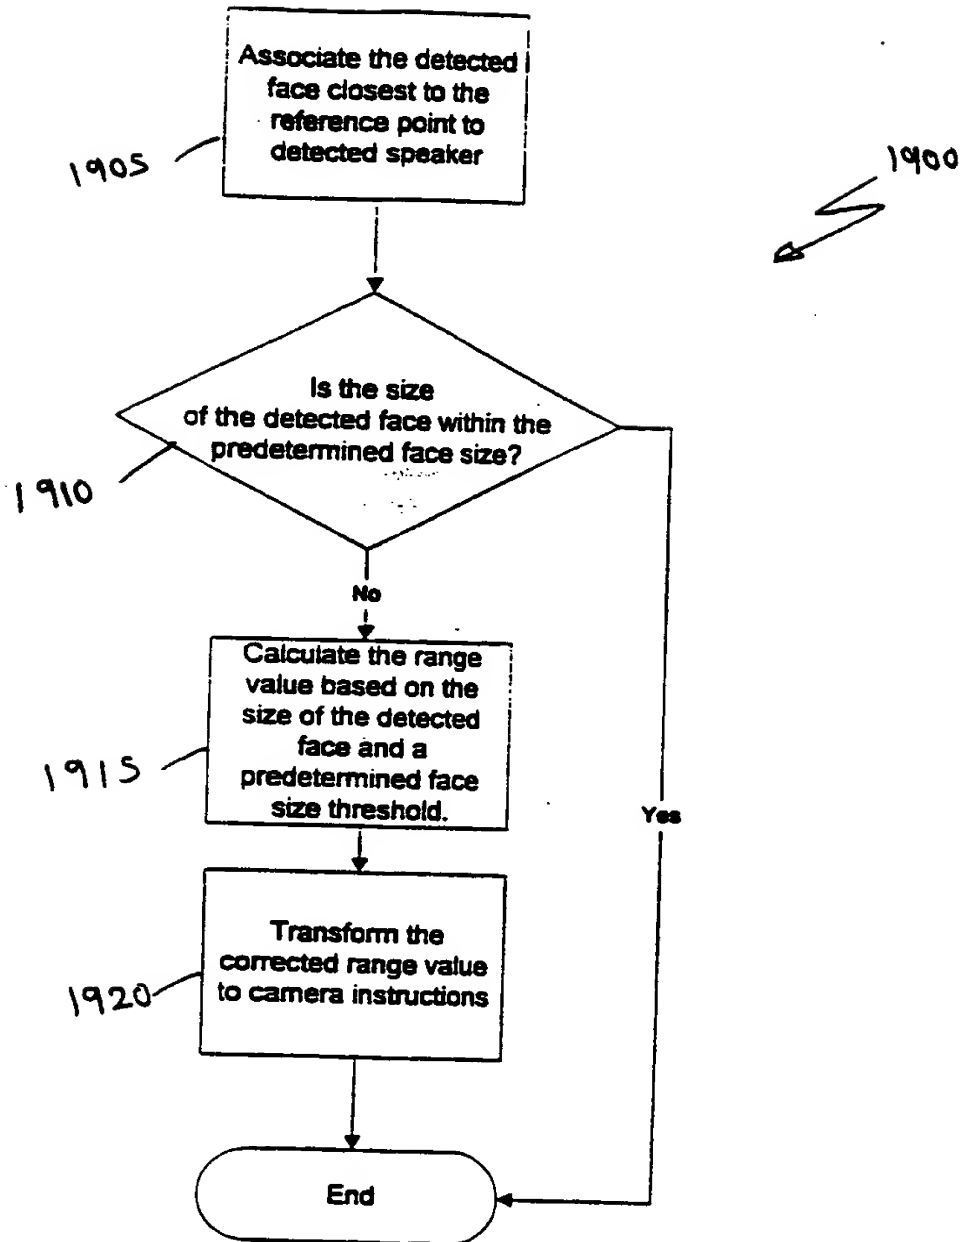 Associate the detected
face closest to the
reference point to
detected speaker
1905
1900
Is the size
of the detected face within the
predetermined face size?
1910
No
Calculate the range
value based on the
size of the detected
face and a
predetermined face
size threshold.
1915
Yes
Transform the
corrected range value
to camera instructions
1920
End